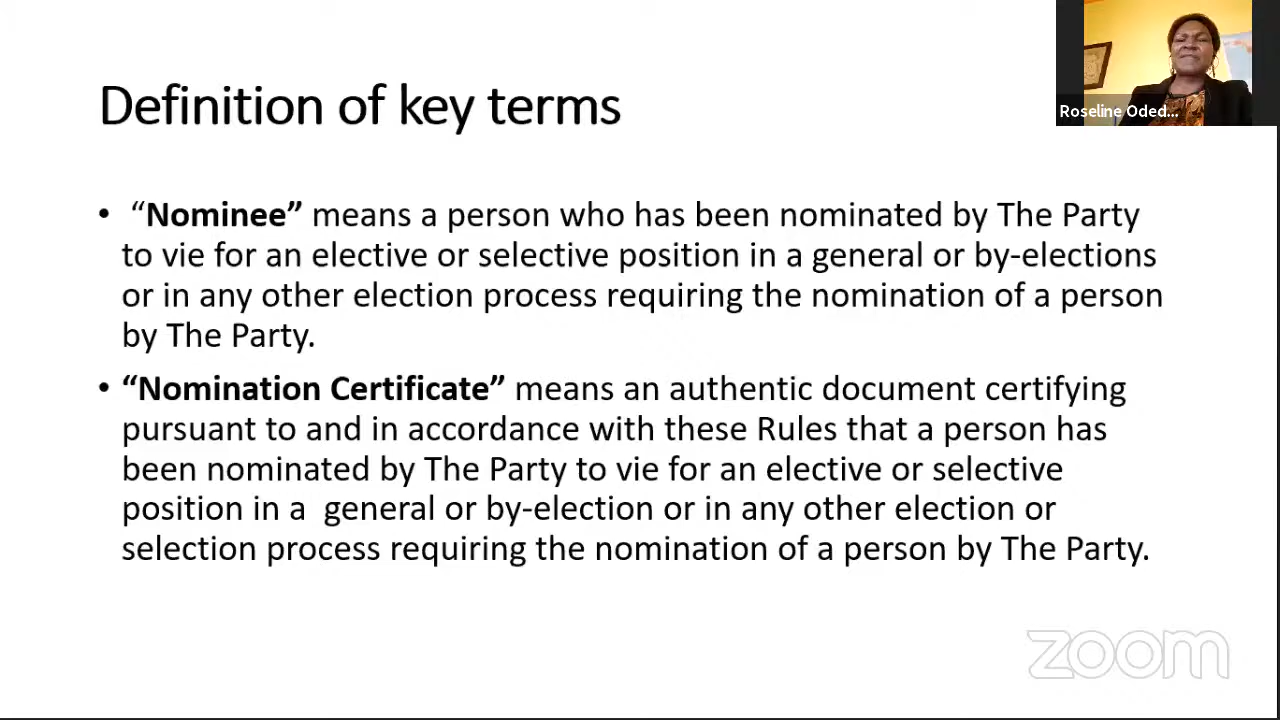 Definition of key terms
Roseline Oded...
• “Nominee” means a person who has been nominated by The Party
to vie for an elective or selective position in a general or by-elections
or in any other election process requiring the nomination of a person
by The Party.
• “Nomination Certificate” means an authentic document certifying
pursuant to and in accordance with these Rules that a person has
been nominated by The Party to vie for an elective or selective
position in a  general or by-election or in any other election or
selection process requiring the nomination of a person by The Party.
zoom